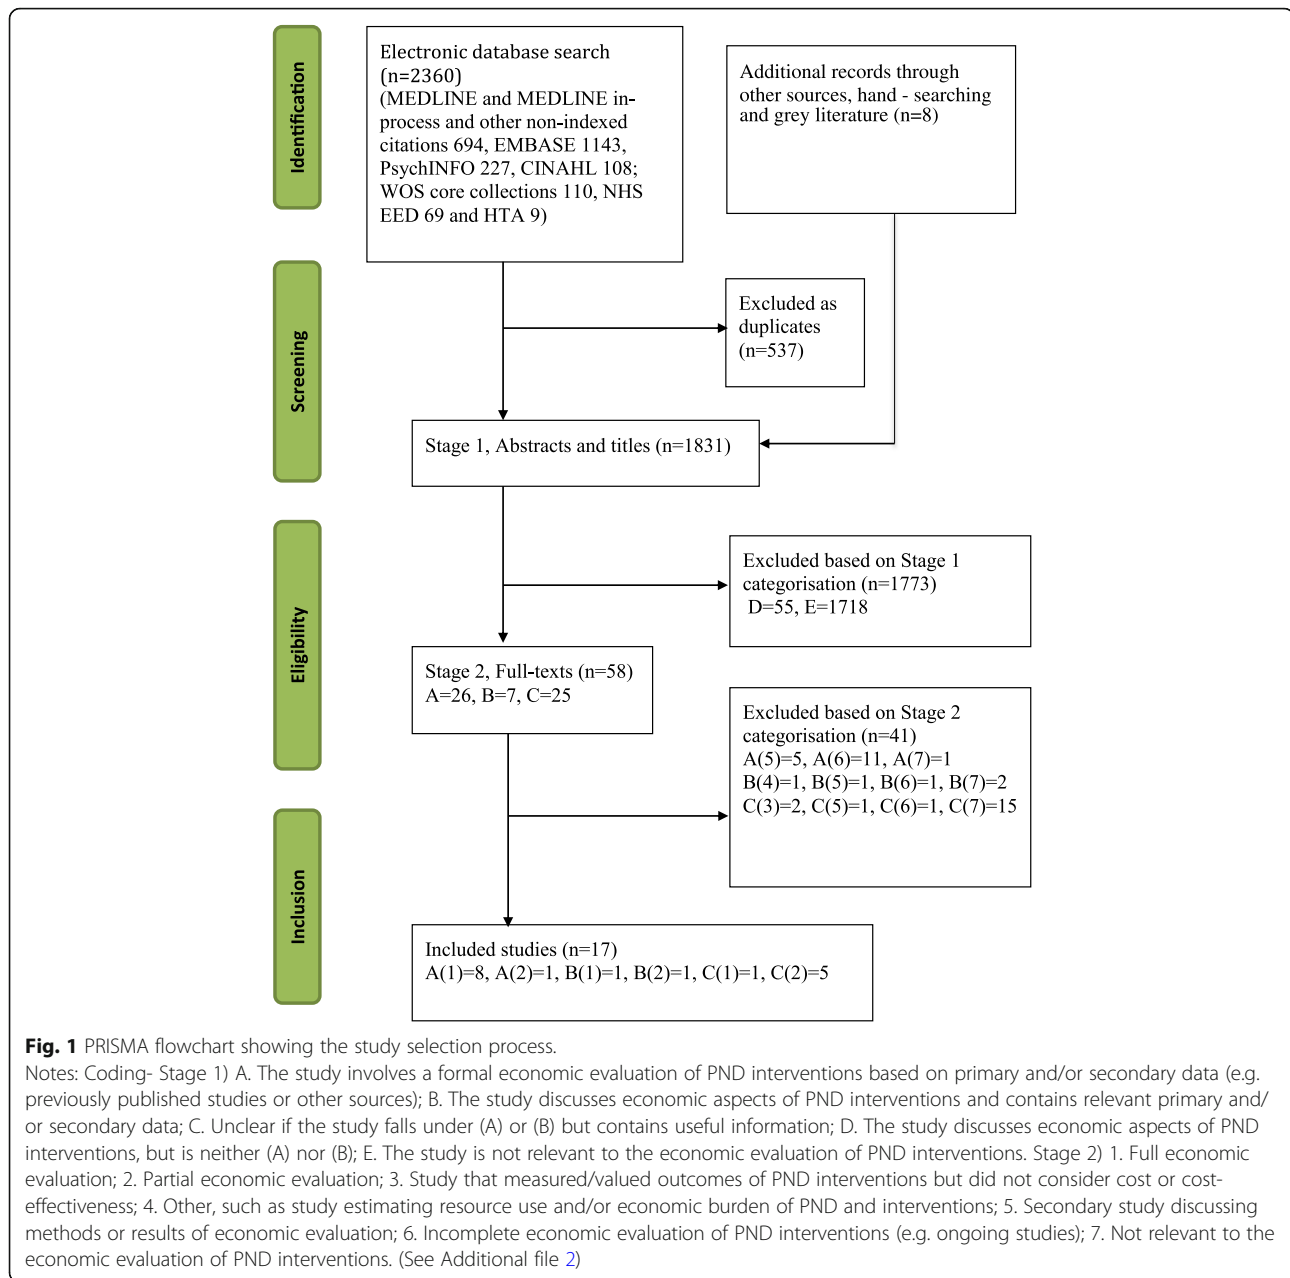 Identification
Electronic database search
(n=2360)
(MEDLINE and MEDLINE in-
process and other non-indexed
citations 694, EMBASE 1143,
PsychINFO 227, CINAHL 108;
WOS core collections 110, NHS
EED 69 and HTA 9)
Additional records through
other sources, hand - searching
and grey literature (n=8)
Screening
Excluded as
duplicates
(n=537)
Stage 1, Abstracts and titles (n=1831)
Eligibility
Excluded based on Stage 1
categorisation (n=1773)
D=55, E=1718
Stage 2, Full-texts (n=58)
A=26, B=7, C=25
Excluded based on Stage 2
categorisation (n=41)
A(5)=5, A(6)=11, A(7)=1
B(4)=1, B(5)=1, B(6)=1, B(7)=2
C(3)=2, C(5)=1, C(6)=1, C(7)=15
Inclusion
Included studies (n=17)
A(1)=8, A(2)=1, B(1)=1, B(2)=1, C(1)=1, C(2)=5
Fig. 1 PRISMA flowchart showing the study selection process.
Notes: Coding- Stage 1) A. The study involves a formal economic evaluation of PND interventions based on primary and/or secondary data (e.g.
previously published studies or other sources); B. The study discusses economic aspects of PND interventions and contains relevant primary and/
or secondary data; C. Unclear if the study falls under (A) or (B) but contains useful information; D. The study discusses economic aspects of PND
interventions, but is neither (A) nor (B); E. The study is not relevant to the economic evaluation of PND interventions. Stage 2) 1. Full economic
evaluation; 2. Partial economic evaluation; 3. Study that measured/valued outcomes of PND interventions but did not consider cost or cost-
effectiveness; 4. Other, such as study estimating resource use and/or economic burden of PND and interventions; 5. Secondary study discussing
methods or results of economic evaluation; 6. Incomplete economic evaluation of PND interventions (e.g. ongoing studies); 7. Not relevant to the
economic evaluation of PND interventions. (See Additional file 2)